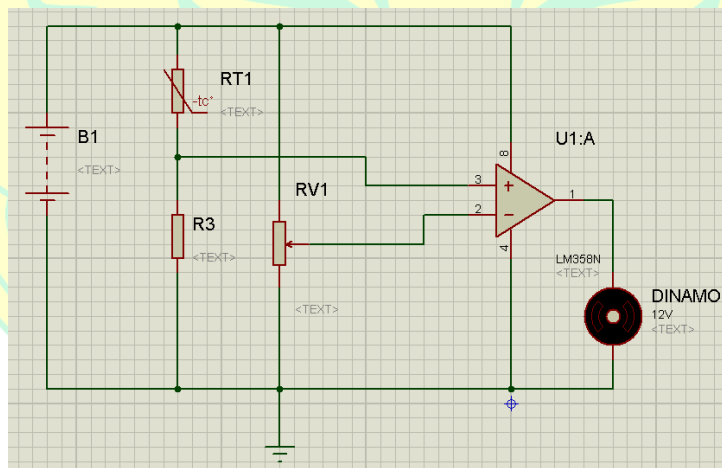 RT1
-tc°
<TEXT>
B1
<TEXT>
R3
<TEXT>
RV1
<TEXT>
U1:A
8
3
2
1
4
+
−
LM358N
<TEXT>
DINAMO
12V
<TEXT>